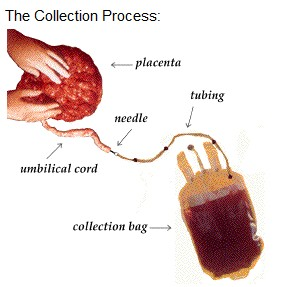 The Collection Process:
placenta
tubing
needle
umbilical cord
collection bag